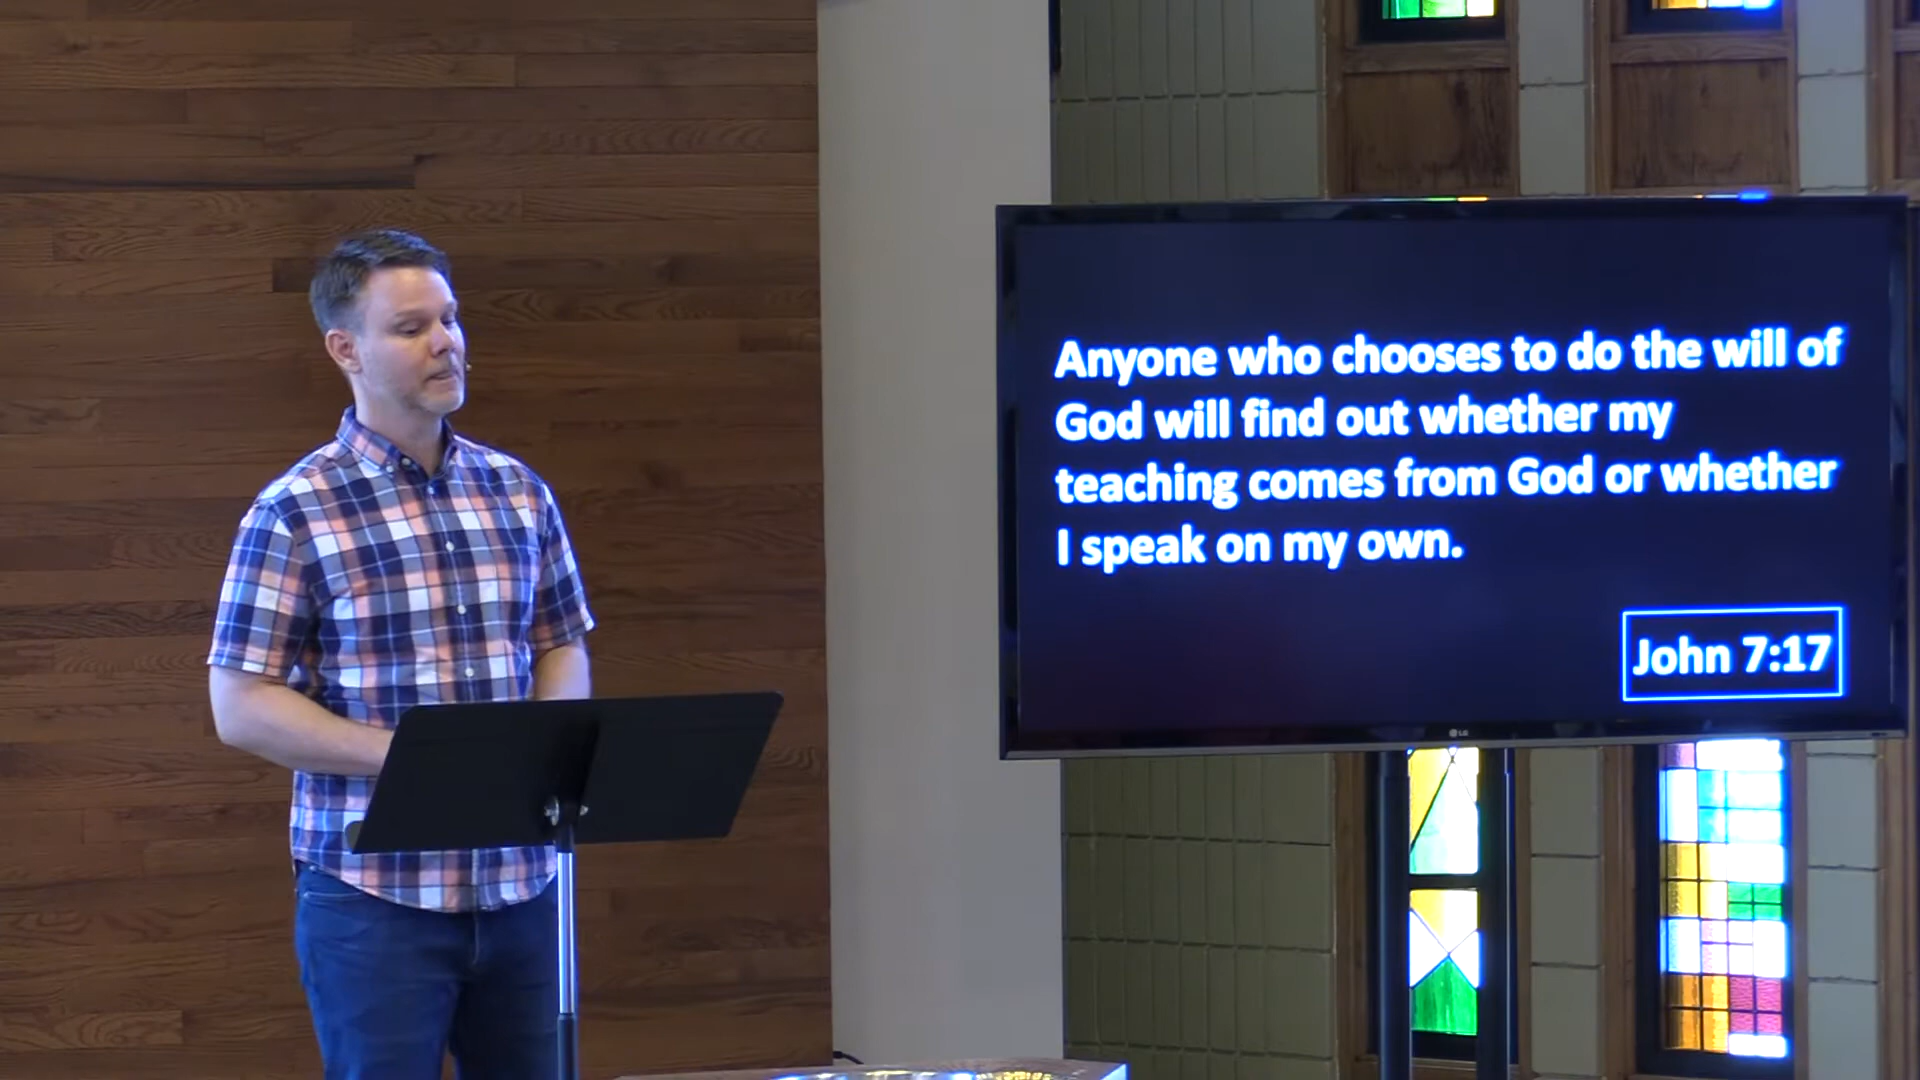 Anyone who chooses to do the will of
God will find out whether my
teaching comes from God or whether
I speak on my own.
John 7:17
LG